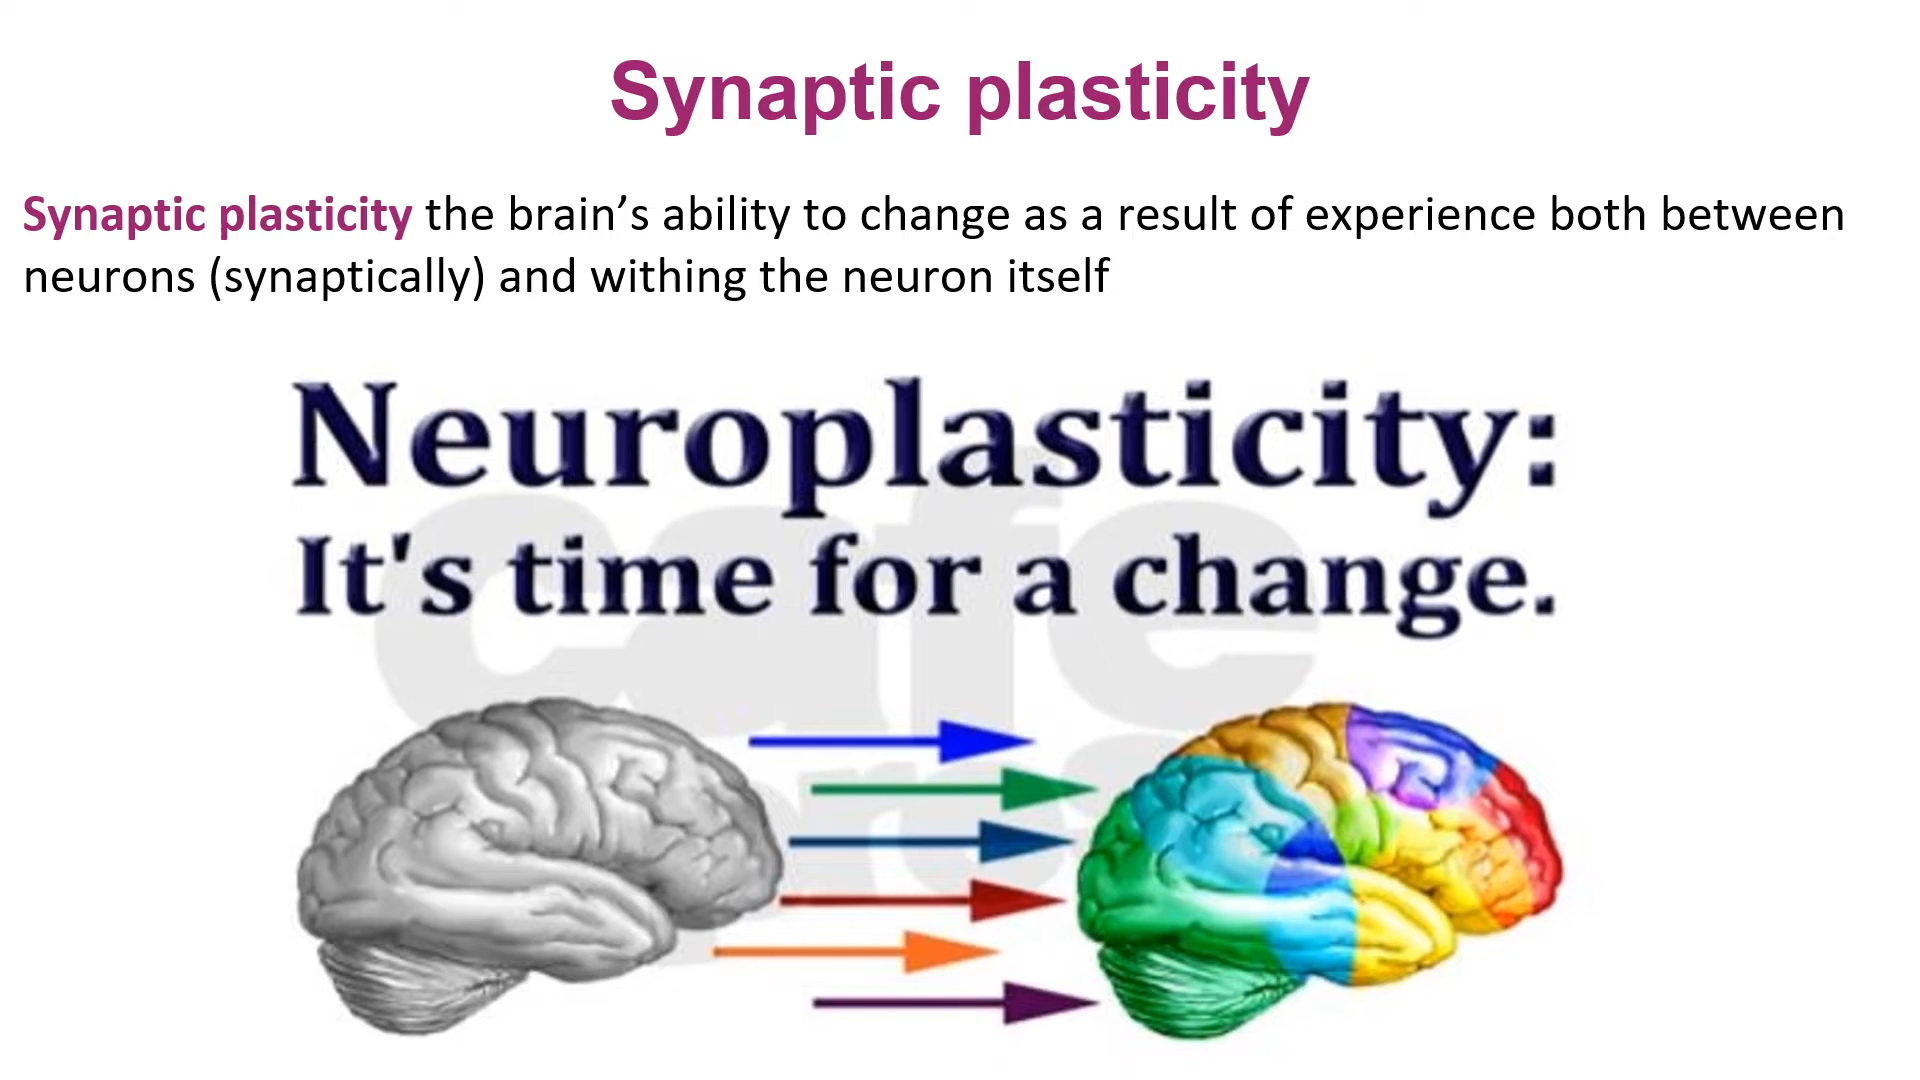 Synaptic plasticity
Synaptic plasticity the brain’s ability to change as a result of experience both between
neurons (synaptically) and withing the neuron itself
Neuroplasticity:
It's time for a change.
cafe